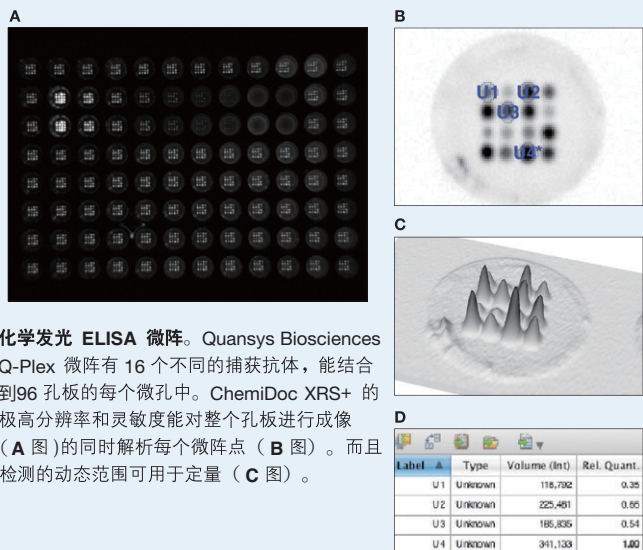 A
B
U1 U2
U3
U4*
C
化学发光 ELISA 微阵。Quansys Biosciences
Q-Plex 微阵有 16 个不同的捕获抗体，能结合
到96 孔板的每个微孔中。ChemiDoc XRS+ 的
极高分辨率和灵敏度能对整个孔板进行成像
（A 图）的同时解析每个微阵点（B 图）。而且
检测的动态范围可用于定量（C 图）。
D
Label Type Volume (Int) Rel. Quant.
U1 Unknown 118,792 0.35
U2 Unknown 225,461 0.66
U3 Unknown 185,835 0.54
U4 Unknown 341,133 1.00